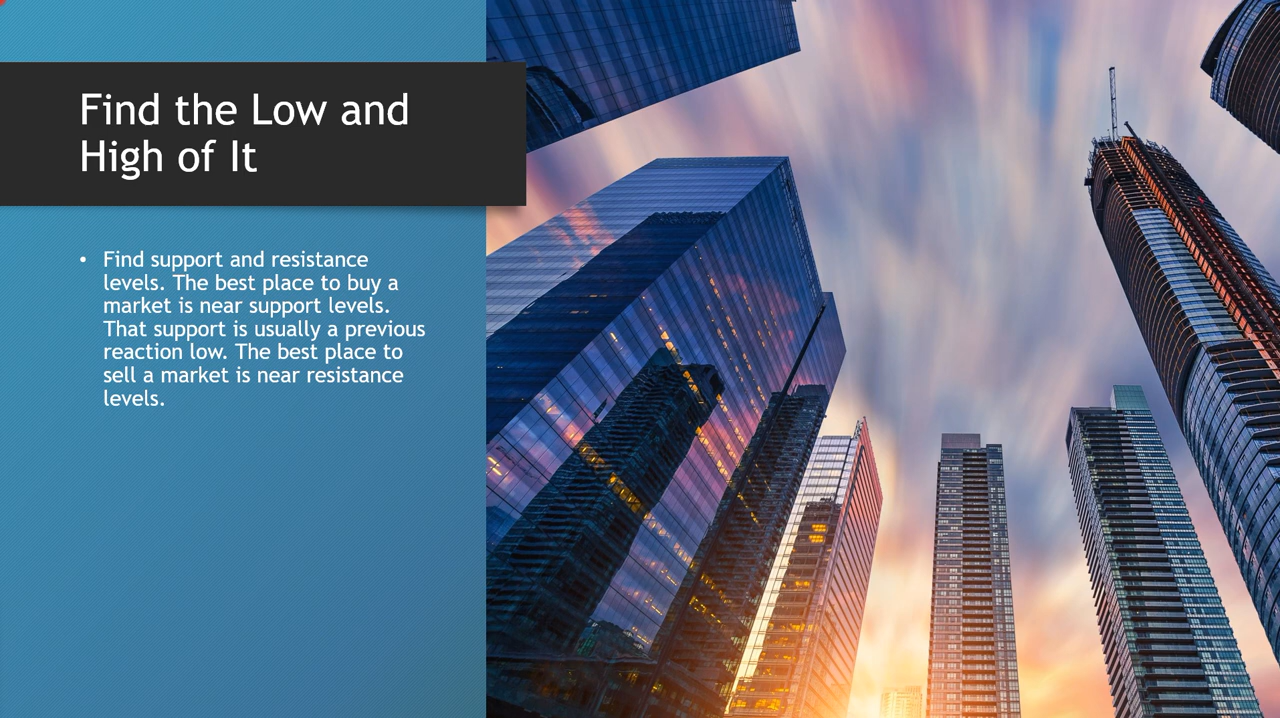 Find the Low and
High of It
• Find support and resistance
levels. The best place to buy a
market is near support levels.
That support is usually a previous
reaction low. The best place to
sell a market is near resistance
levels.